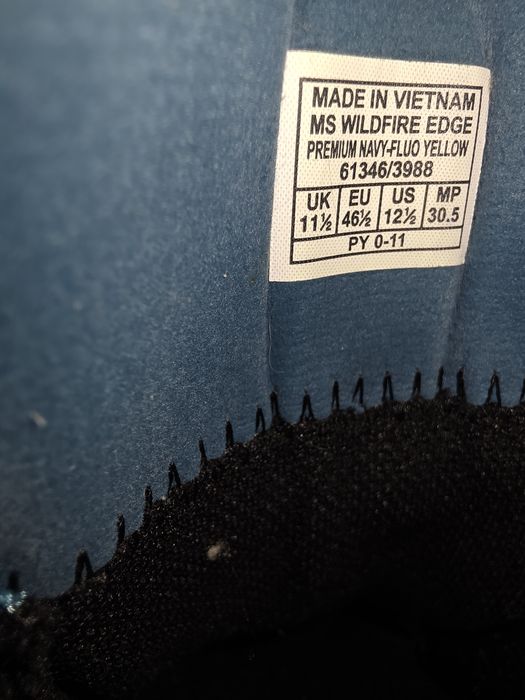 MADE IN VIETNAM
MS WILDFIRE EDGE
PREMIUM NAVY-FLUO YELLOW
61346/3988
UK EU US MP
11½ 46½ 12½ 30.5
PY 0-11